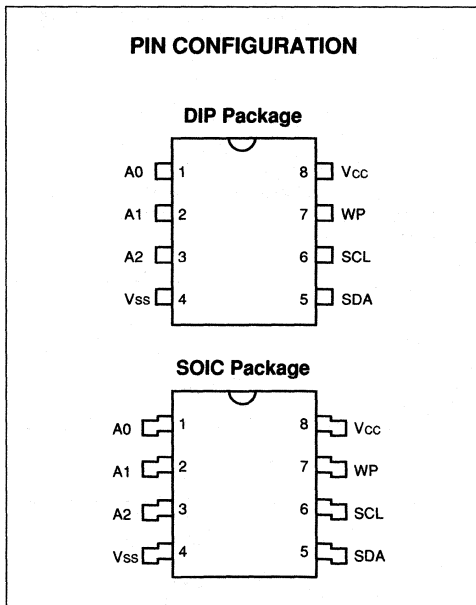 PIN CONFIGURATION
DIP Package
A0 1 8 Vcc
A1 2 7 WP
A2 3 6 SCL
Vss 4 5 SDA
SOIC Package
A0 1 8 Vcc
A1 2 7 WP
A2 3 6 SCL
Vss 4 5 SDA